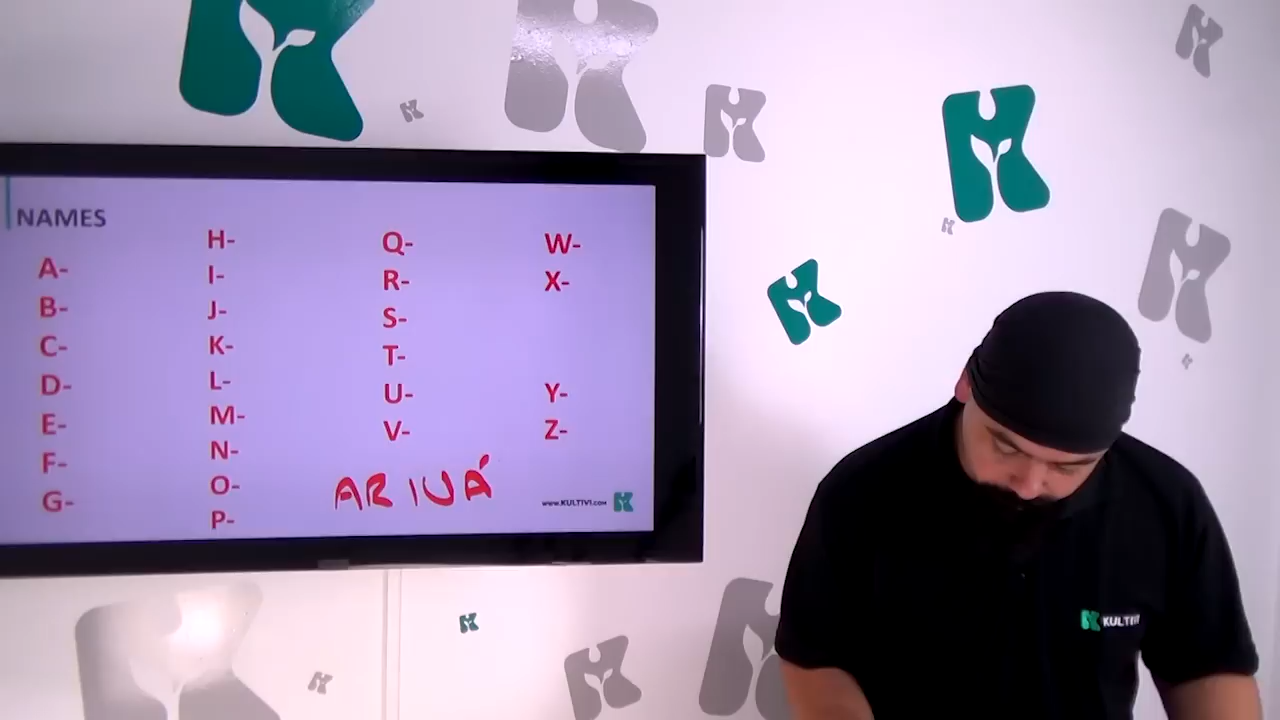 NAMES
A-
B-
C-
D-
E-
F-
G-
H-
I-
J-
K-
L-
M-
N-
O-
P-
Q-
R-
S-
T-
U-
V-
W-
X-
Y-
Z-
ARIUÁ
www.KULTIVI.COM
KULTIVI